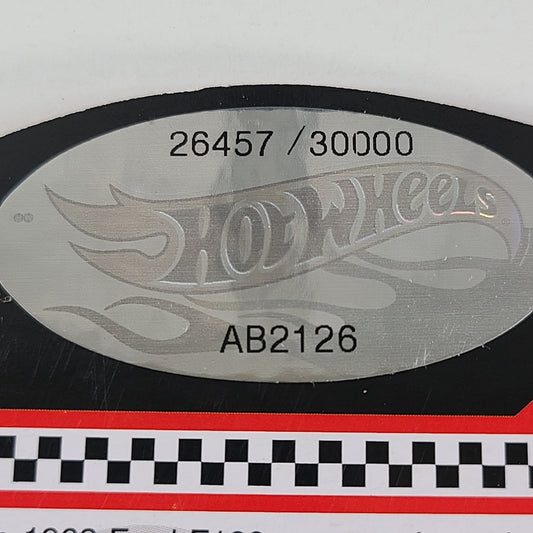 26457 / 30000
HOT WHEELS
AB2126